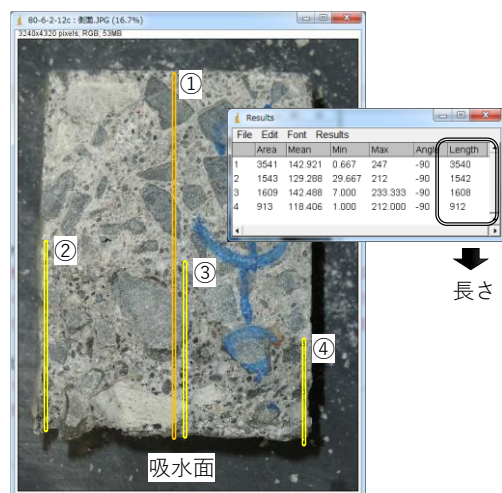 80-6-2-12c : 側面.JPG (16.7%)
3240x4320 pixels; RGB; 53MB
①
Results
File Edit Font Results
Area Mean Min Max Angle Length
1 3541 142.921 0.667 247 -90 3540
2 1543 129.288 29.667 212 -90 1542
3 1609 142.488 7.000 233.333 -90 1608
4 913 118.406 1.000 212.000 -90 912
②
③
長さ
④
吸水面